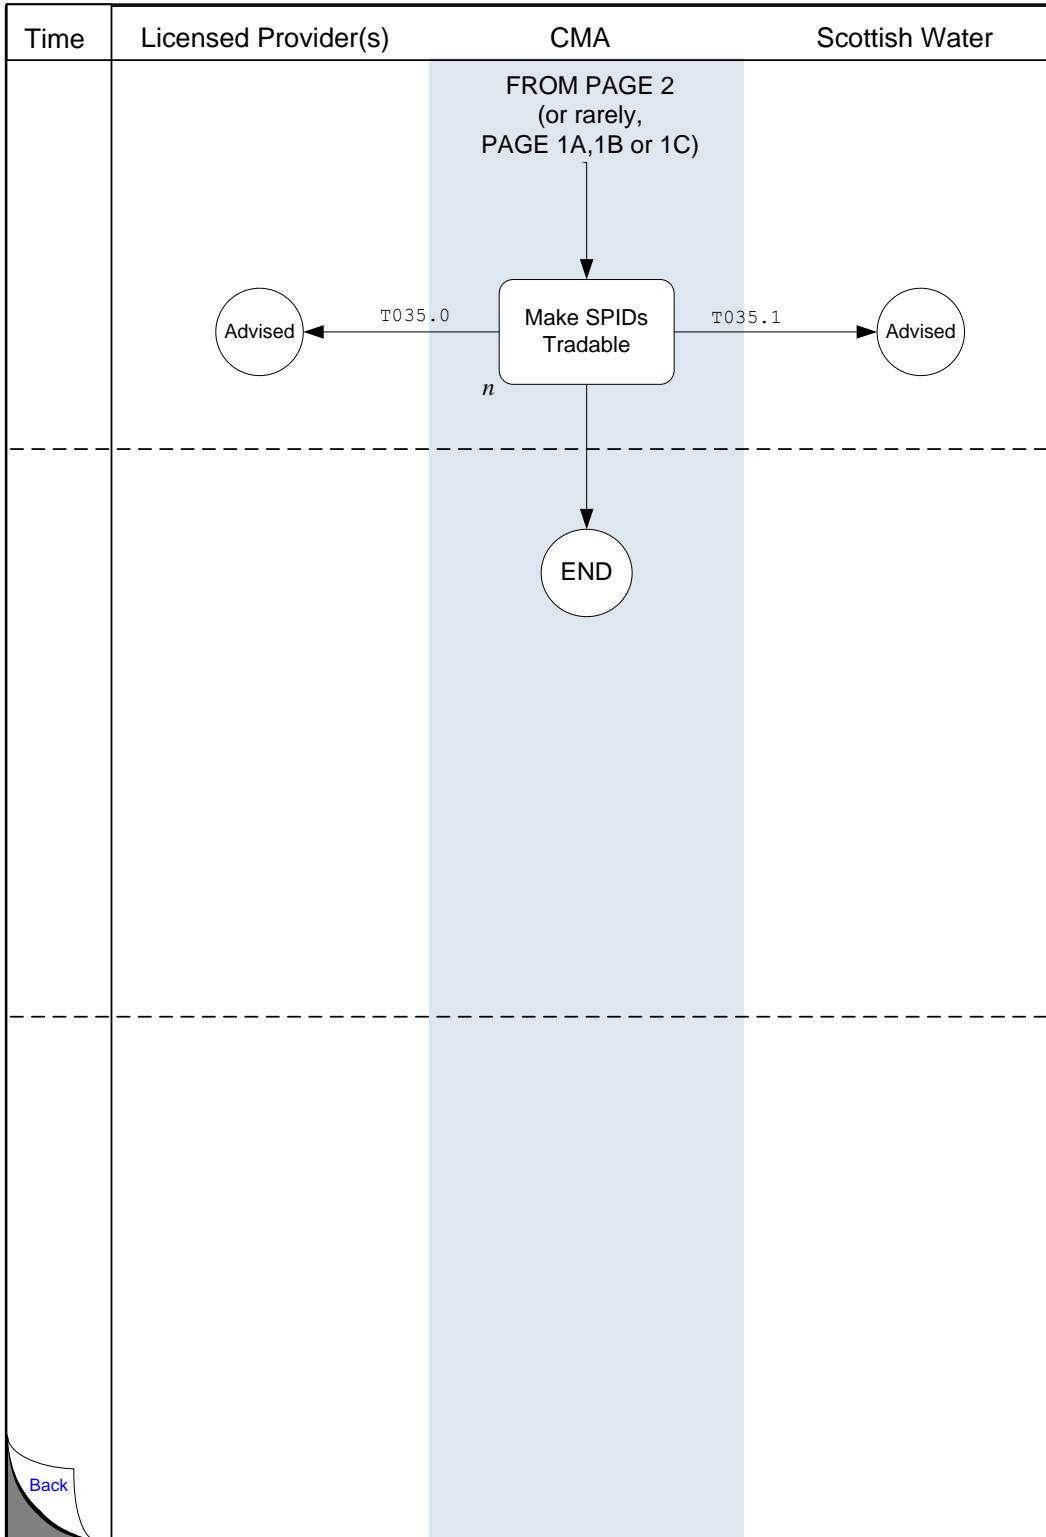 Time
Licensed Provider(s)
CMA
Scottish Water
FROM PAGE 2
(or rarely,
PAGE 1A,1B or 1C)
Advised
T035.0
Make SPIDs
Tradable
T035.1
Advised
n
END
Back